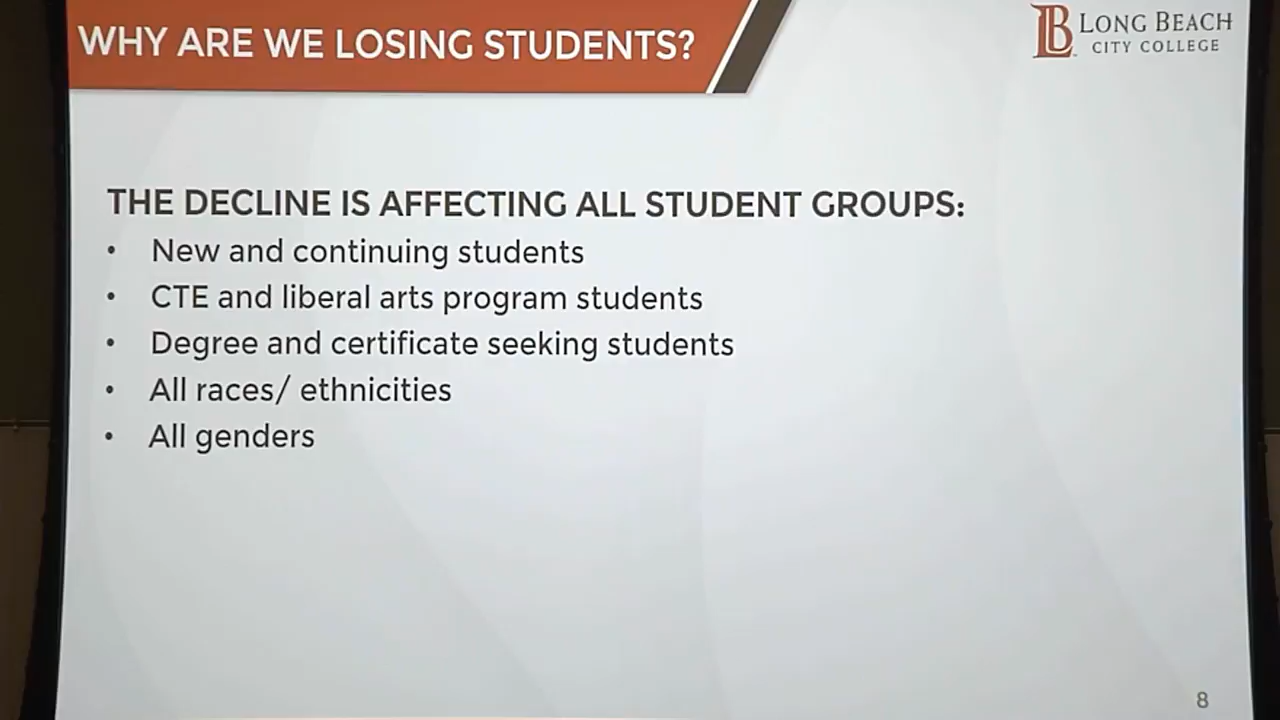 WHY ARE WE LOSING STUDENTS?
LB LONG BEACH
CITY COLLEGE
THE DECLINE IS AFFECTING ALL STUDENT GROUPS:
• New and continuing students
• CTE and liberal arts program students
• Degree and certificate seeking students
• All races/ ethnicities
• All genders
8